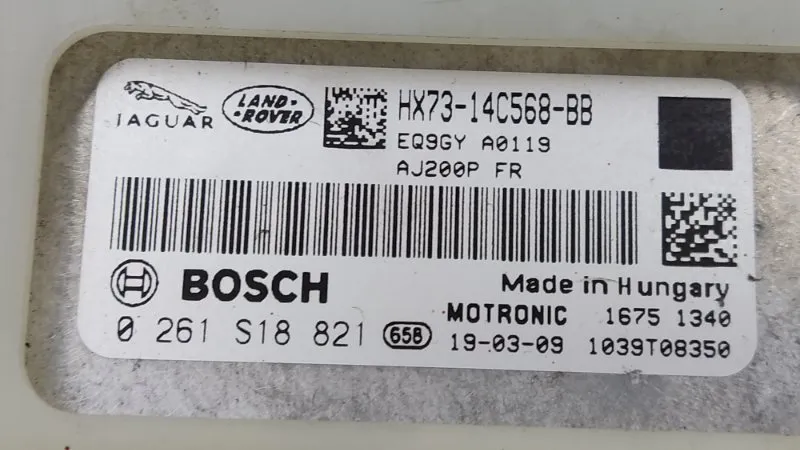 JAGUAR
LAND-
-ROVER
HX73-14C568-BB
EQ9GY A0119
AJ200P FR
BOSCH
Made in Hungary
0 261 S18 821 658
MOTRONIC 1675 1340
19-03-09 1039T08350